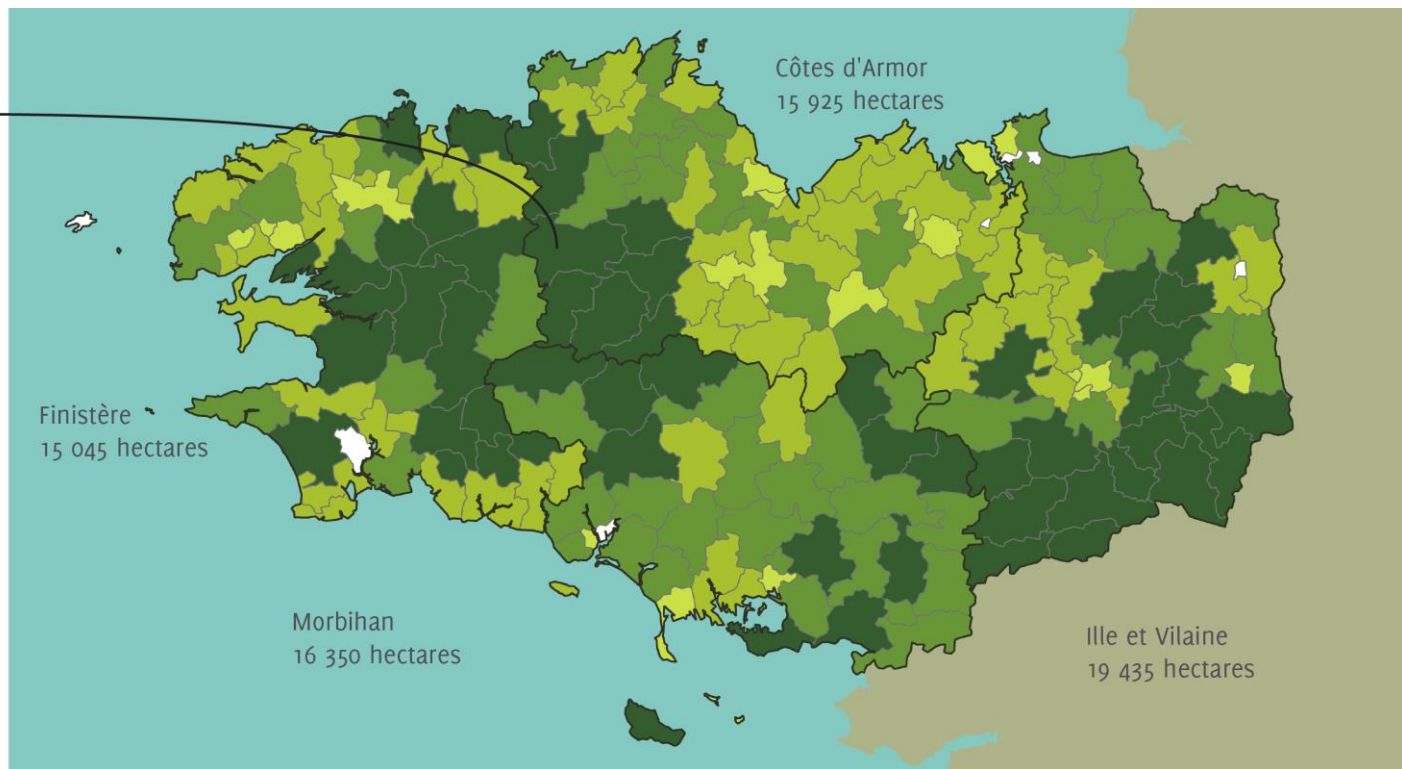 Côtes d'Armor
15 925 hectares
Finistère
15 045 hectares
Morbihan
16 350 hectares
Ille et Vilaine
19 435 hectares